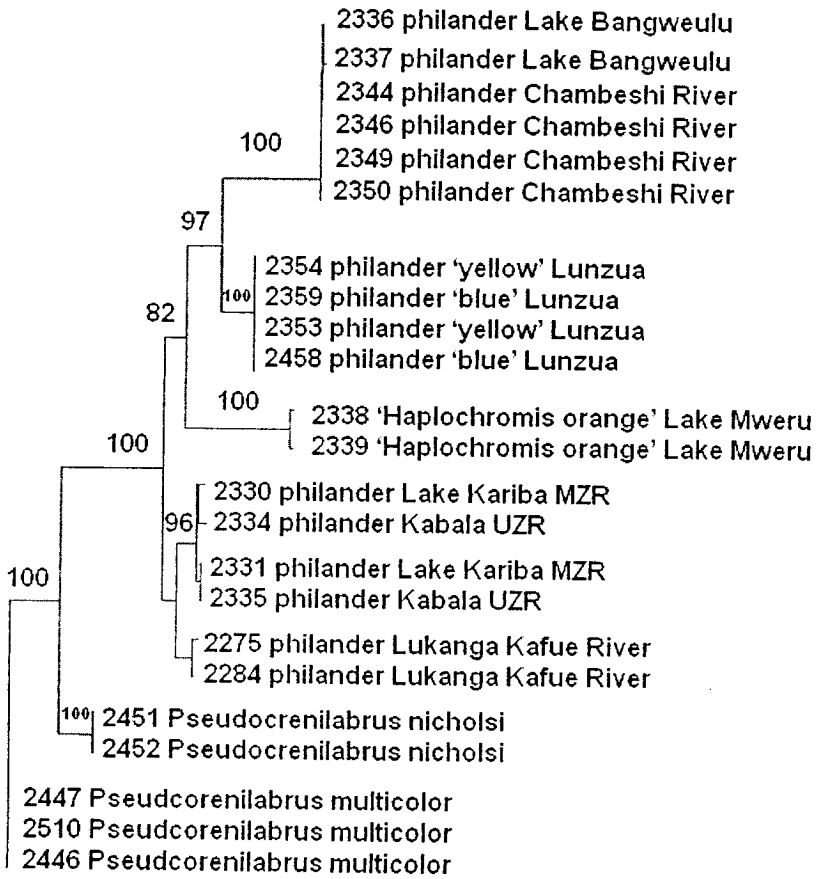 2336 philander Lake Bangweulu
2337 philander Lake Bangweulu
2344 philander Chambeshi River
2346 philander Chambeshi River
100
2349 philander Chambeshi River
2350 philander Chambeshi River
97
2354 philander ‘yellow’ Lunzua
100 2359 philander ‘blue’ Lunzua
82
2353 philander ‘yellow’ Lunzua
2458 philander ‘blue’ Lunzua
100
2338 ‘Haplochromis orange’ Lake Mweru
100
2339 ‘Haplochromis orange’ Lake Mweru
2330 philander Lake Kariba MZR
96 2334 philander Kabala UZR
2331 philander Lake Kariba MZR
100
2335 philander Kabala UZR
2275 philander Lukanga Kafue River
2284 philander Lukanga Kafue River
100 2451 Pseudocrenilabrus nicholsi
2452 Pseudocrenilabrus nicholsi
2447 Pseudcorenilabrus multicolor
2510 Pseudcorenilabrus multicolor
2446 Pseudcorenilabrus multicolor